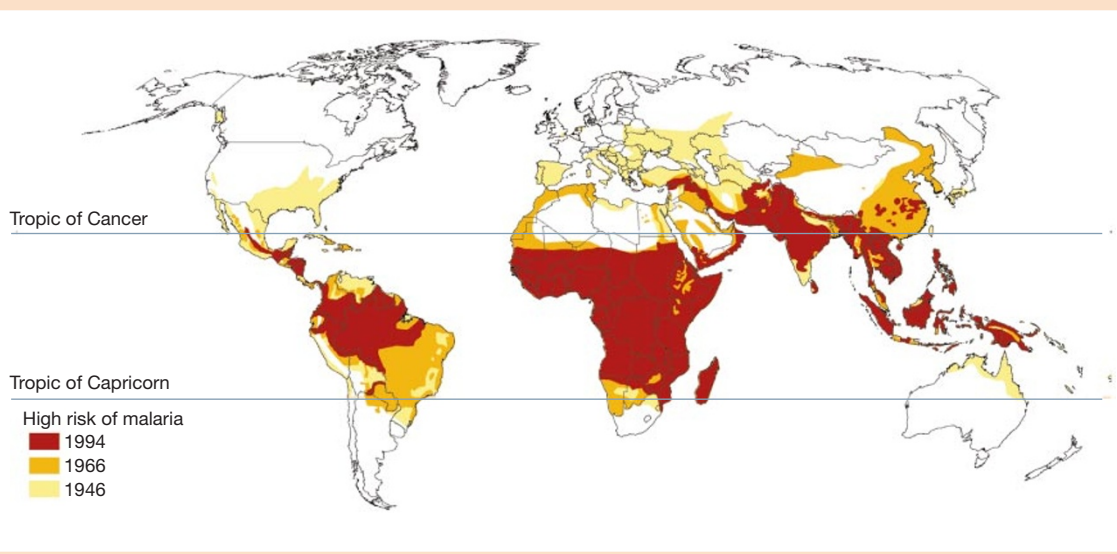 Tropic of Cancer
Tropic of Capricorn
High risk of malaria
1994
1966
1946